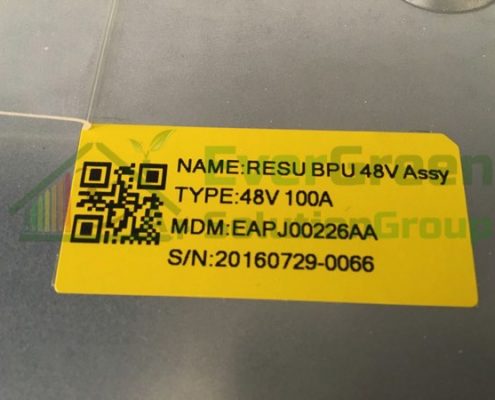 NAME:RESU BPU 48V Assy
TYPE:48V 100A
MDM:EAPJ00226AA
S/N:20160729-0066
EverGreen
SolutionGroup